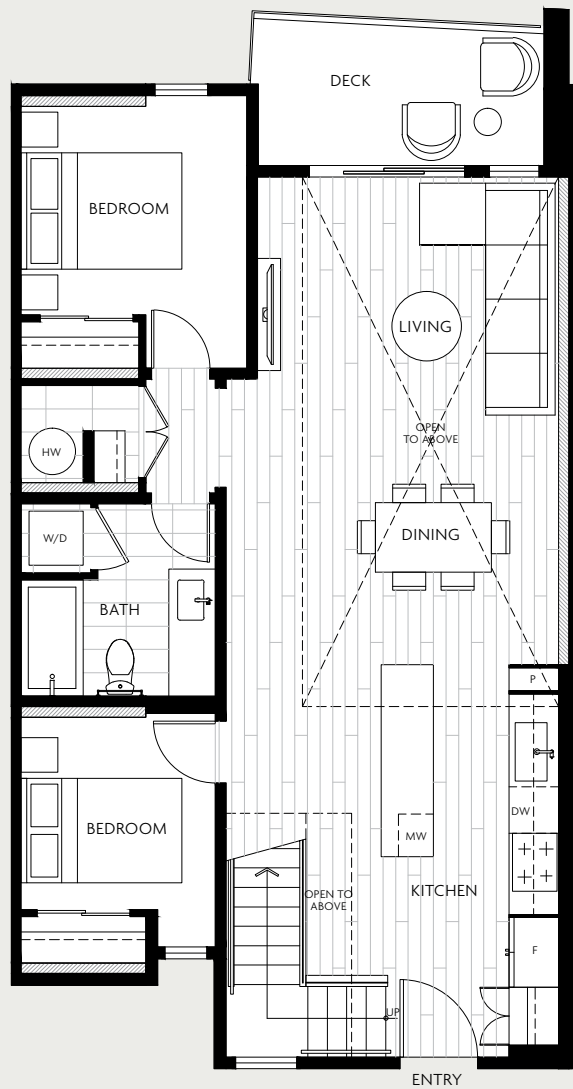 DECK
BEDROOM
LIVING
OPEN
TO ABOVE
HW
DINING
W/D
BATH
P
DW
BEDROOM
MW
KITCHEN
OPEN TO
ABOVE
F
UP
ENTRY